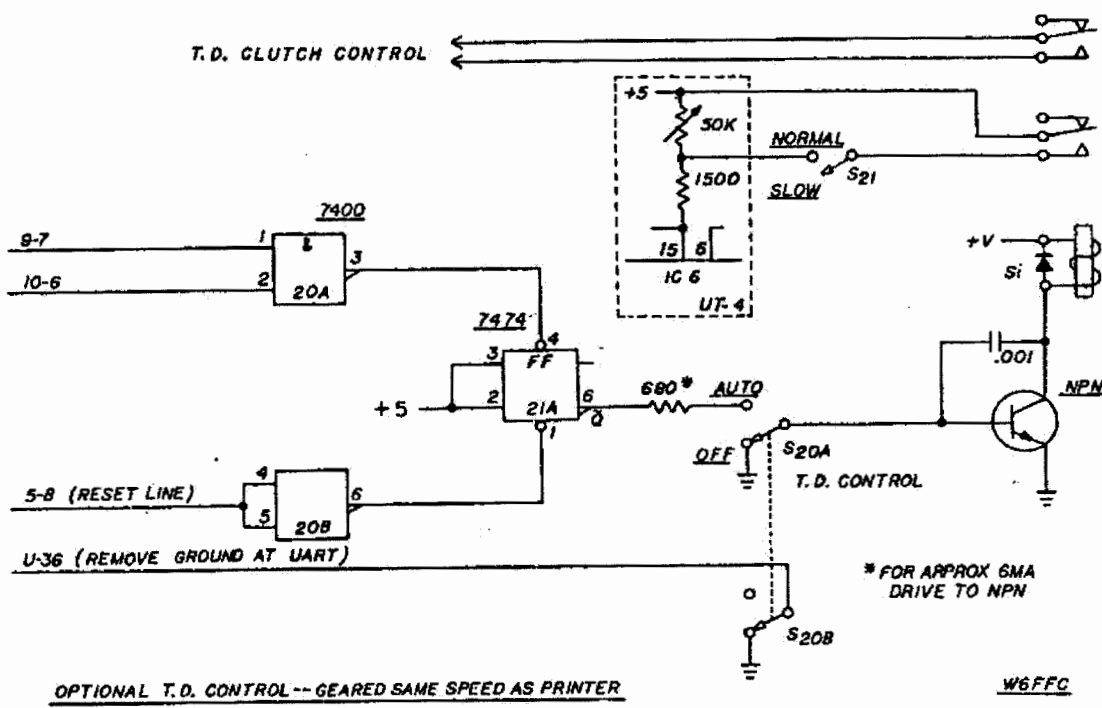 T.D. CLUTCH CONTROL
+5
50K
NORMAL
1500
SLOW
S21
15 6
IC 6
UT-4
7400
9-7
1
&
3
10-6
2
20A
+V
Si
.001
NPN
7474
4
3
FF
+5
2
21A
6
Q̅
1
680*
AUTO
OFF
S20A
T.D. CONTROL
5-8 (RESET LINE)
4
5
6
20B
U-36 (REMOVE GROUND AT UART)
* FOR APPROX 6MA
DRIVE TO NPN
S20B
OPTIONAL T.D. CONTROL--GEARED SAME SPEED AS PRINTER
W6FFC